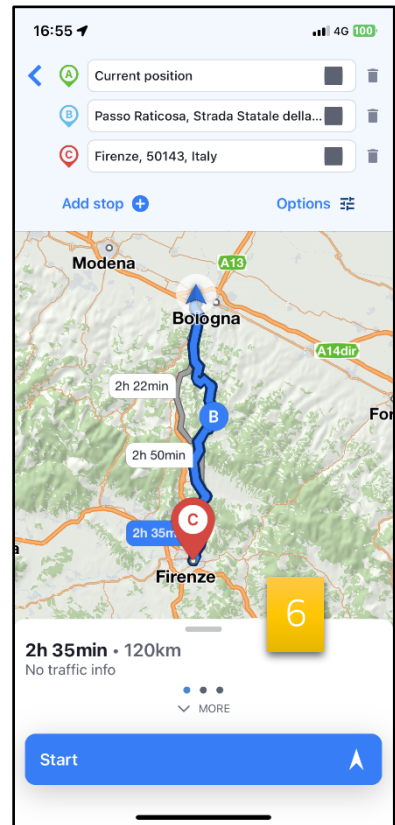 16:55
4G 100
A Current position
B Passo Raticosa, Strada Statale della...
C Firenze, 50143, Italy
Add stop
Options
Modena
A13
Bologna
A14dir
2h 22min
B
For
2h 50min
C
2h 35m
Firenze
6
2h 35min • 120km
No traffic info
MORE
Start